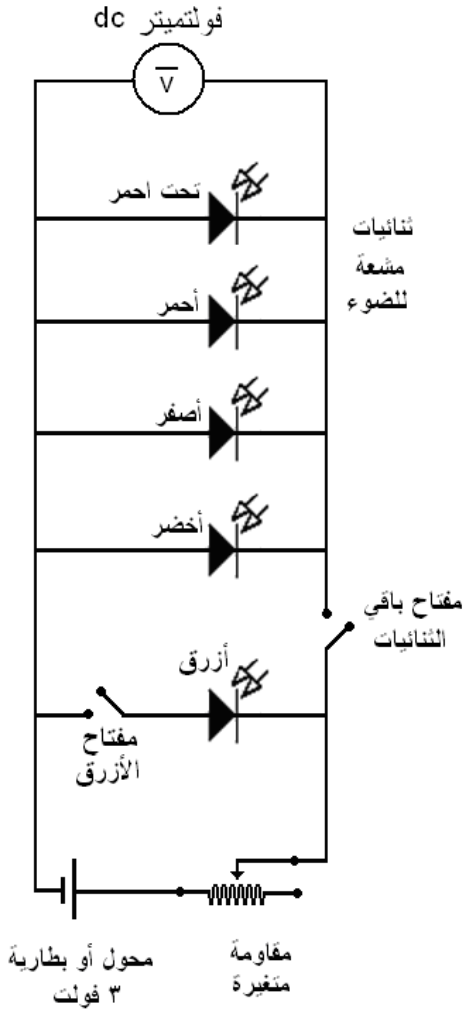 فولتميتر dc
V
تحت احمر
ثنائيات
مشعة
للضوء
أحمر
أصفر
أخضر
مفتاح باقي
الثنائيات
أزرق
مفتاح
الأزرق
محول أو بطارية
٣ فولت
مقاومة
متغيرة